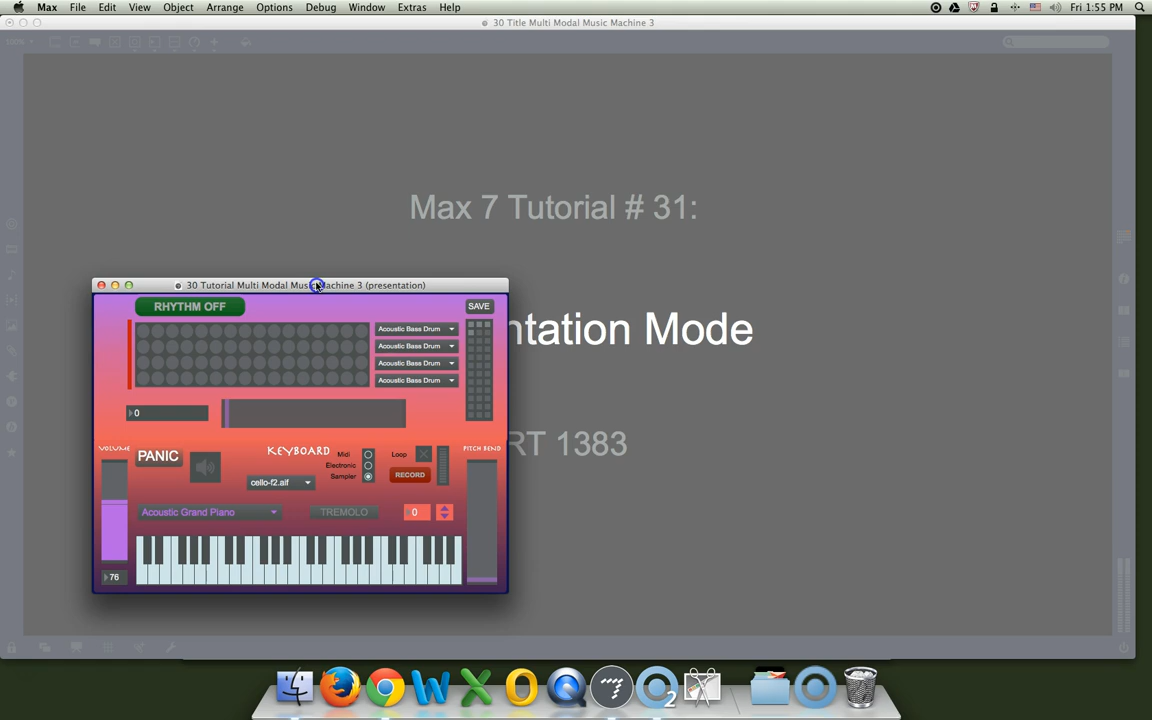 Max File Edit View Object Arrange Options Debug Window Extras Help Fri 1:55 PM
30 Title Multi Modal Music Machine 3
100%
Max 7 Tutorial # 31:
ntation Mode
RT 1383
30 Tutorial Multi Modal Mus achine 3 (presentation)
RHYTHM OFF SAVE
Acoustic Bass Drum
Acoustic Bass Drum
Acoustic Bass Drum
Acoustic Bass Drum
0
VOLUME PANIC KEYBOARD Midi Loop PITCH BEND
Electronic
Sampler RECORD
cello-f2.aif
Acoustic Grand Piano TREMOLO 0
76
W X O 2